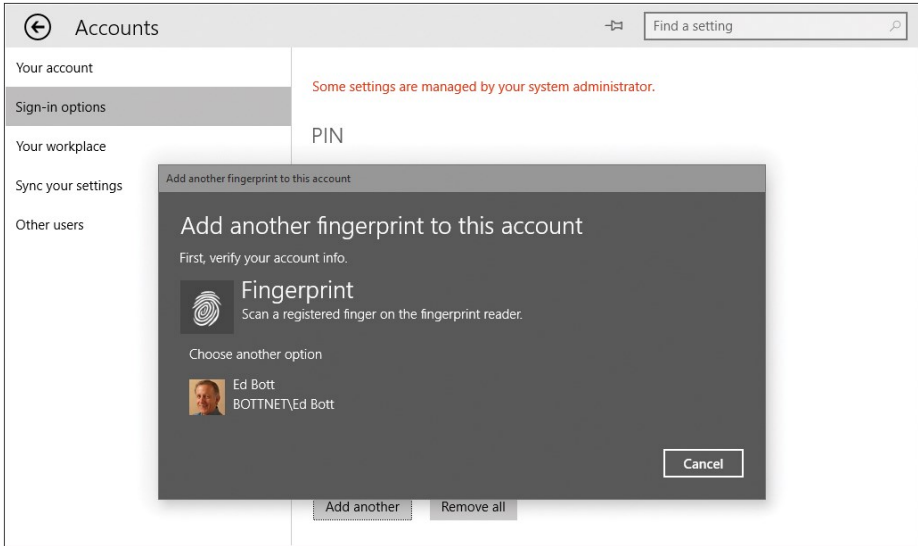 Accounts
Find a setting
Your account
Sign-in options
Your workplace
Sync your settings
Other users
Some settings are managed by your system administrator.
PIN
Add another fingerprint to this account
Add another fingerprint to this account
First, verify your account info.
Fingerprint
Scan a registered finger on the fingerprint reader.
Choose another option
Ed Bott
BOTTNET\Ed Bott
Cancel
Add another
Remove all